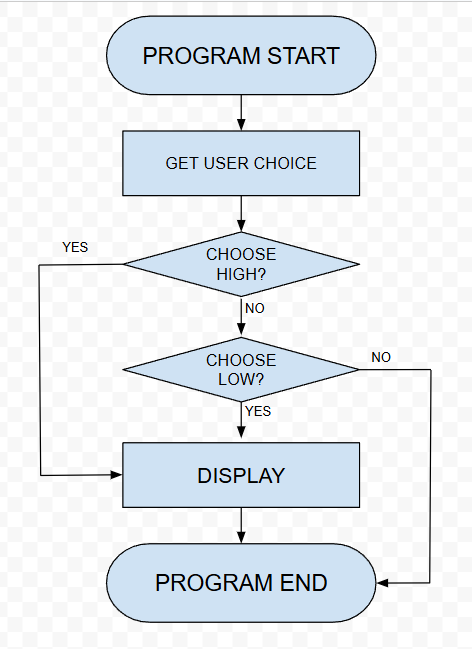 PROGRAM START
GET USER CHOICE
YES
CHOOSE
HIGH?
NO
CHOOSE
LOW?
NO
YES
DISPLAY
PROGRAM END